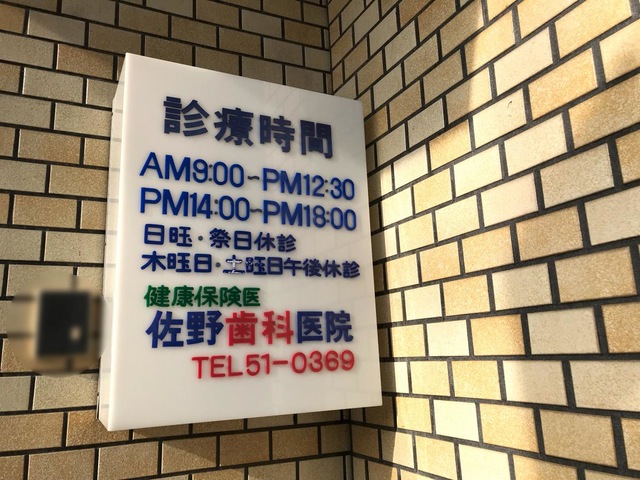 診療時間
AM9:00~PM12:30
PM14:00~PM18:00
日曜・祭日休診
木曜日・土曜日午後休診
健康保険医
佐野歯科医院
TEL51-0369